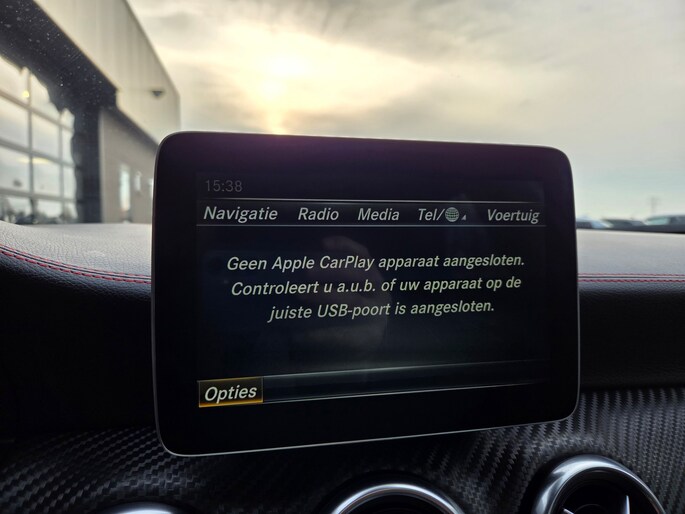 15:38
Navigatie Radio Media Tel/ Voertuig
Geen Apple CarPlay apparaat aangesloten.
Controleert u a.u.b. of uw apparaat op de
juiste USB-poort is aangesloten.
Opties